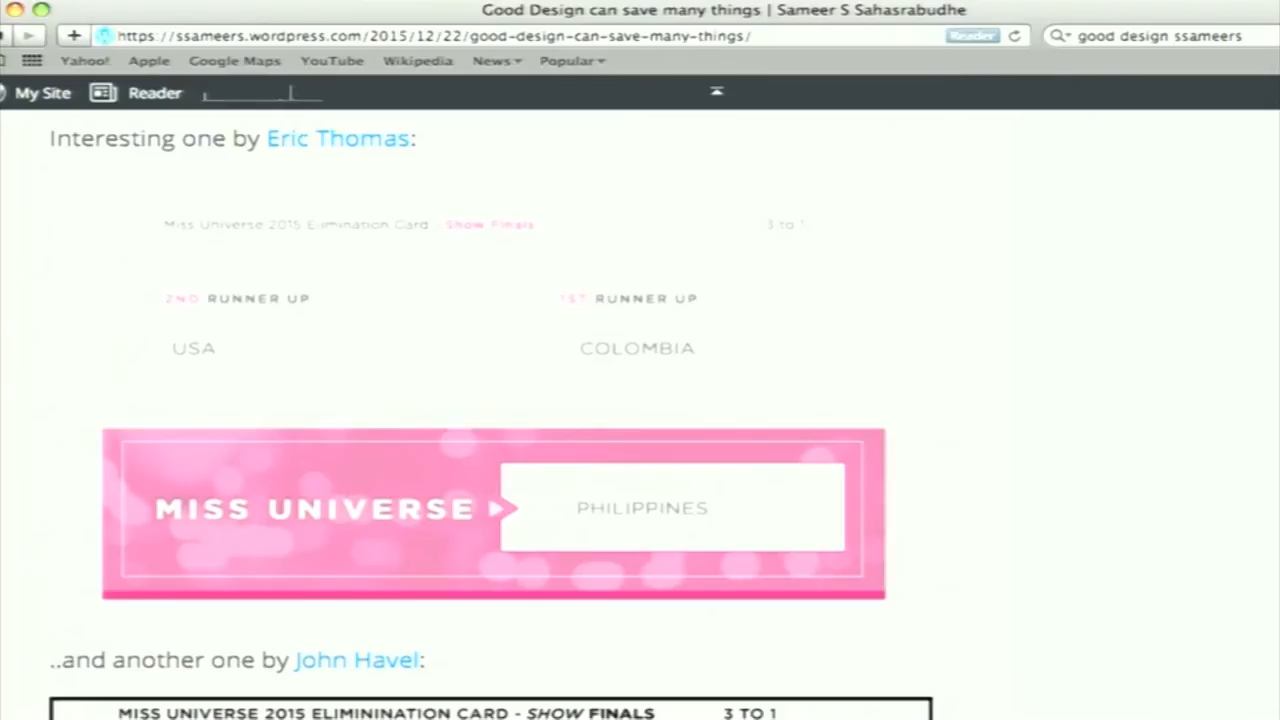 Good Design can save many things | Sameer S Sahasrabudhe
https://ssameers.wordpress.com/2015/12/22/good-design-can-save-many-things/ Reader good design ssameers
Yahoo! Apple Google Maps YouTube Wikipedia News Popular
My Site Reader
Interesting one by Eric Thomas:
Miss Universe 2015 Elimination Card - Show Finals 3 to 1
2ND RUNNER UP 1ST RUNNER UP
USA COLOMBIA
MISS UNIVERSE PHILIPPINES
..and another one by John Havel:
MISS UNIVERSE 2015 ELIMININATION CARD - SHOW FINALS 3 TO 1